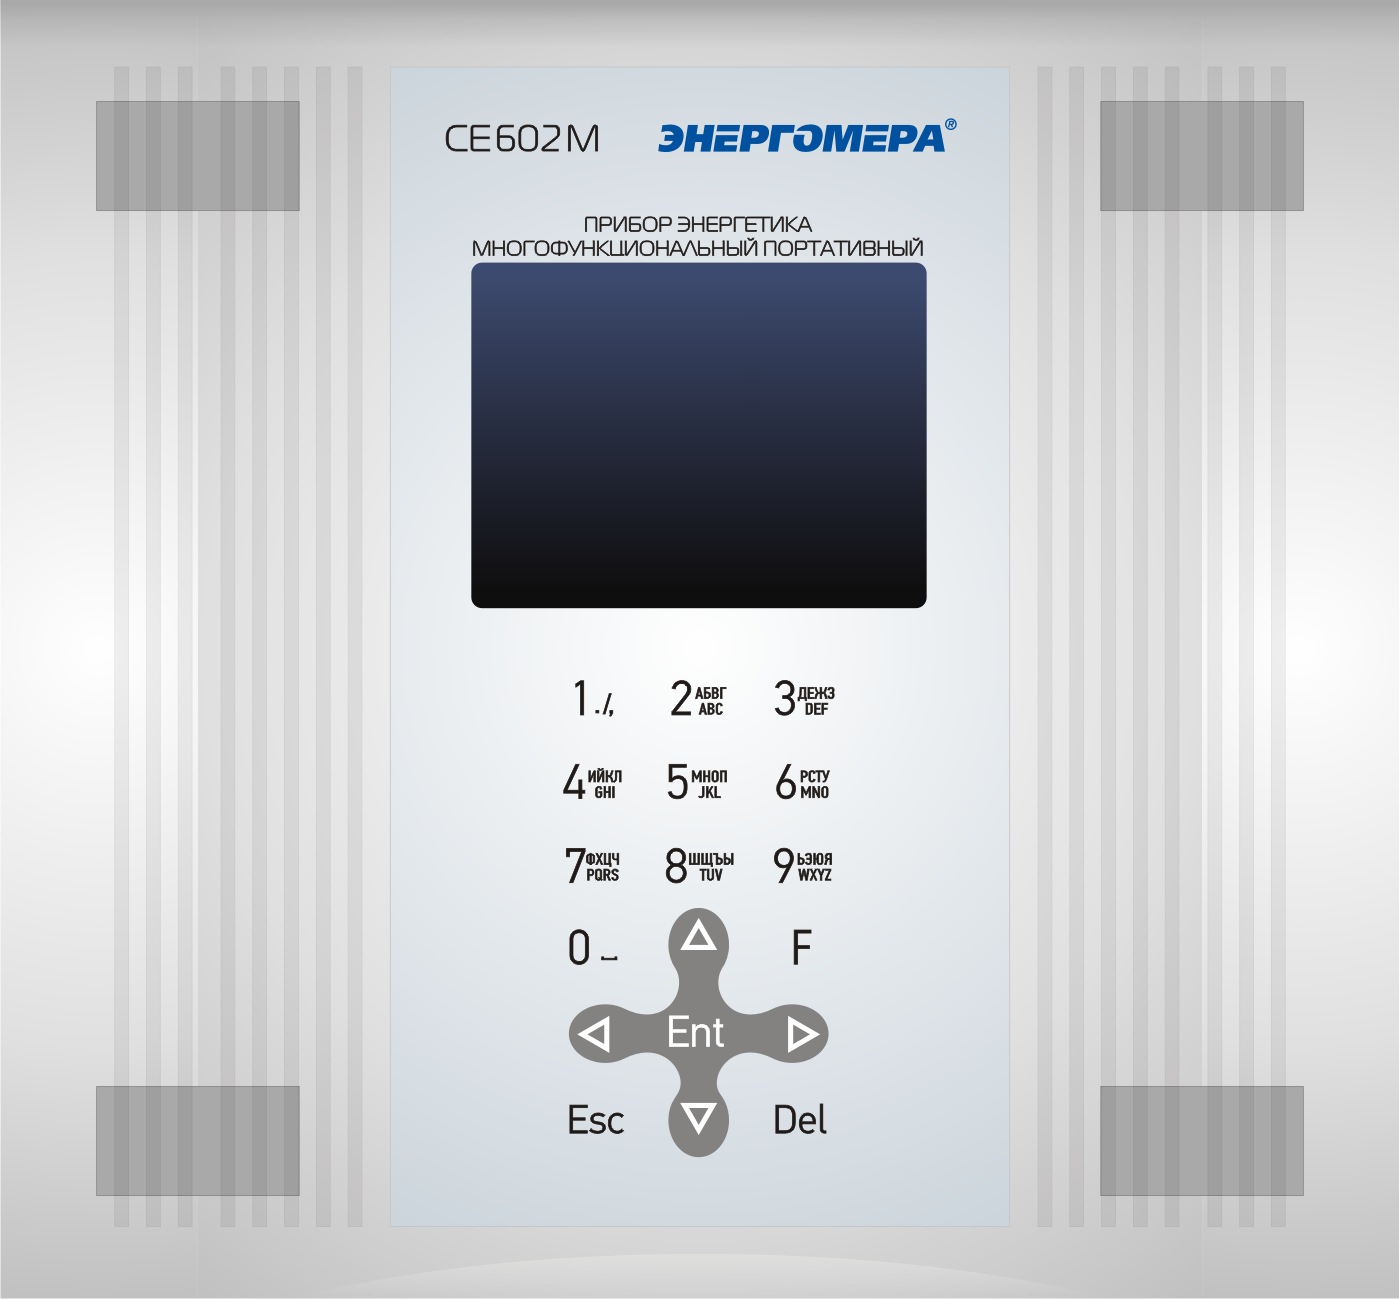 CE602M ЭНЕРГОМЕРА®
ПРИБОР ЭНЕРГЕТИКА
МНОГОФУНКЦИОНАЛЬНЫЙ ПОРТАТИВНЫЙ
1 ./, 2 АБВГ ABC 3 ДЕЖЗ DEF
4 ИЙКЛ GHI 5 МНОП JKL 6 РСТУ MNO
7 ФХЦЧ PQRS 8 ШЩЪЫ TUV 9 ЬЭЮЯ WXYZ
0 ⎵ F
Ent
Esc Del